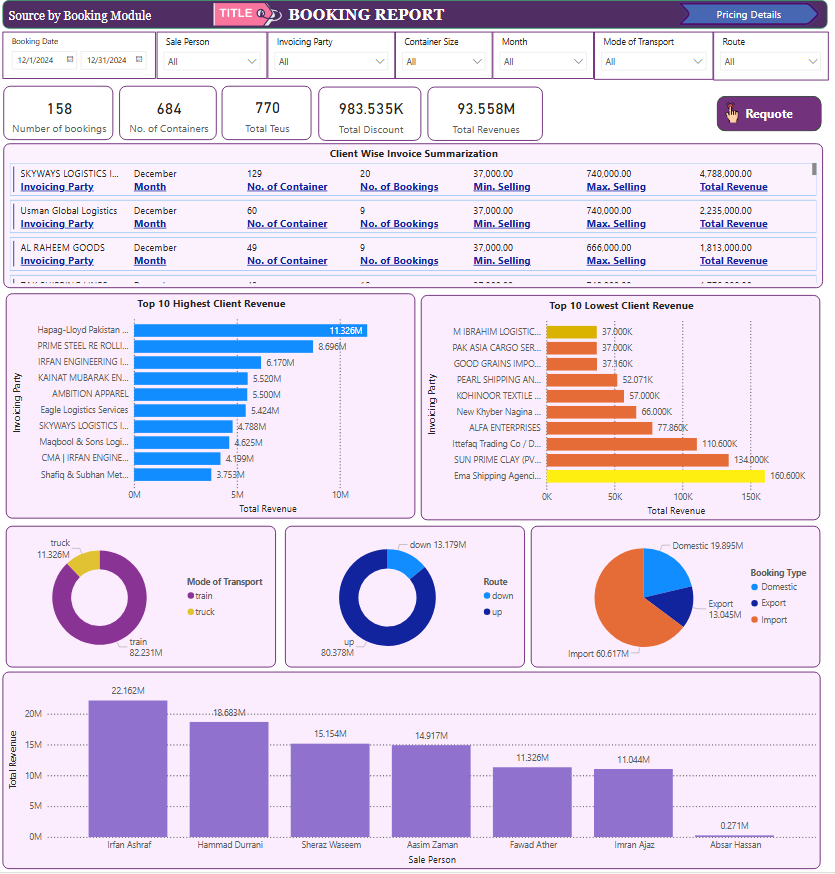 Source by Booking Module
TITLE
BOOKING REPORT
Pricing Details
Booking Date
12/1/2024 12/31/2024
Sale Person
All
Invoicing Party
All
Container Size
All
Month
All
Mode of Transport
All
Route
All
158
Number of bookings
684
No. of Containers
770
Total Teus
983.535K
Total Discount
93.558M
Total Revenues
Requote
Client Wise Invoice Summarization
SKYWAYS LOGISTICS I... December 129 20 37,000.00 740,000.00 4,788,000.00
Invoicing Party Month No. of Container No. of Bookings Min. Selling Max. Selling Total Revenue
Usman Global Logistics December 60 9 37,000.00 740,000.00 2,235,000.00
Invoicing Party Month No. of Container No. of Bookings Min. Selling Max. Selling Total Revenue
AL RAHEEM GOODS December 49 9 37,000.00 666,000.00 1,813,000.00
Invoicing Party Month No. of Container No. of Bookings Min. Selling Max. Selling Total Revenue
Top 10 Highest Client Revenue
Invoicing Party
Hapag-Lloyd Pakistan ... 11.326M
PRIME STEEL RE ROLLI... 8.696M
IRFAN ENGINEERING I... 6.170M
KAINAT MUBARAK EN... 5.520M
AMBITION APPAREL 5.500M
Eagle Logistics Services 5.424M
SKYWAYS LOGISTICS I... 4.788M
Maqbool & Sons Logi... 4.625M
CMA | IRFAN ENGINE... 4.199M
Shafiq & Subhan Met... 3.753M
0M 5M 10M
Total Revenue
Top 10 Lowest Client Revenue
Invoicing Party
M IBRAHIM LOGISTIC... 37.000K
PAK ASIA CARGO SER... 37.000K
GOOD GRAINS IMPO... 37.160K
PEARL SHIPPING AN... 52.071K
KOHINOOR TEXTILE ... 57.000K
New Khyber Nagina ... 66.000K
ALFA ENTERPRISES 77.860K
Ittefaq Trading Co / D... 110.600K
SUN PRIME CLAY (PV... 134.000K
Ema Shipping Agenci... 160.600K
0K 50K 100K 150K
Total Revenue
truck
11.326M
train
82.231M
Mode of Transport
train
truck
down 13.179M
up
80.378M
Route
down
up
Domestic 19.895M
Export
13.045M
Import 60.617M
Booking Type
Domestic
Export
Import
Total Revenue
20M
15M
10M
5M
0M
22.162M 18.683M 15.154M 14.917M 11.326M 11.044M 0.271M
Irfan Ashraf Hammad Durrani Sheraz Waseem Aasim Zaman Fawad Ather Imran Ajaz Absar Hassan
Sale Person